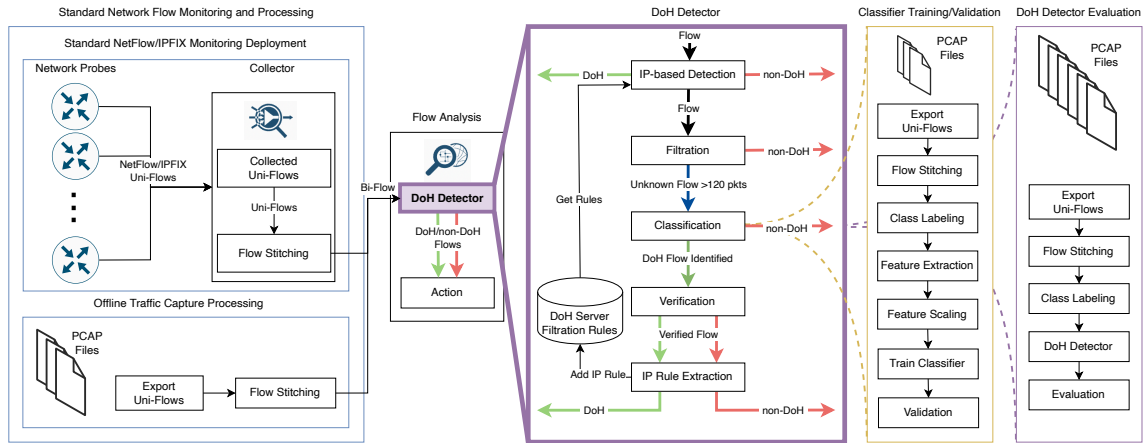 Standard Network Flow Monitoring and Processing
Standard NetFlow/IPFIX Monitoring Deployment
Network Probes
Collector
NetFlow/IPFIX
Uni-Flows
Collected
Uni-Flows
Uni-Flows
Flow Stitching
Offline Traffic Capture Processing
PCAP
Files
Export
Uni-Flows
Flow Stitching
Bi-Flow
Flow Analysis
DoH Detector
DoH/non-DoH
Flows
Action
DoH Detector
Flow
DoH
IP-based Detection
non-DoH
Flow
Filtration
non-DoH
Unknown Flow >120 pkts
Get Rules
Classification
non-DoH
DoH Flow Identified
Verification
DoH Server
Filtration Rules
Verified Flow
Add IP Rule
IP Rule Extraction
DoH
non-DoH
Classifier Training/Validation
PCAP
Files
Export
Uni-Flows
Flow Stitching
Class Labeling
Feature Extraction
Feature Scaling
Train Classifier
Validation
DoH Detector Evaluation
PCAP
Files
Export
Uni-Flows
Flow Stitching
Class Labeling
DoH Detector
Evaluation